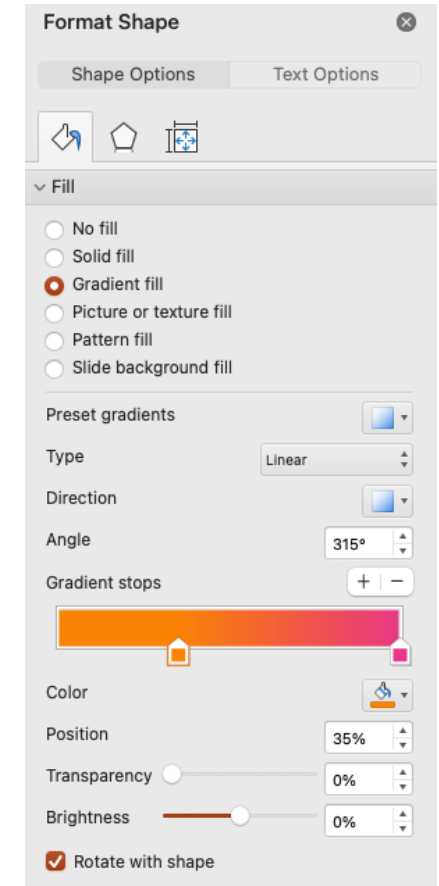 Format Shape
Shape Options Text Options
Fill
No fill
Solid fill
Gradient fill
Picture or texture fill
Pattern fill
Slide background fill
Preset gradients
Type Linear
Direction
Angle 315°
Gradient stops + −
Color
Position 35%
Transparency 0%
Brightness 0%
Rotate with shape